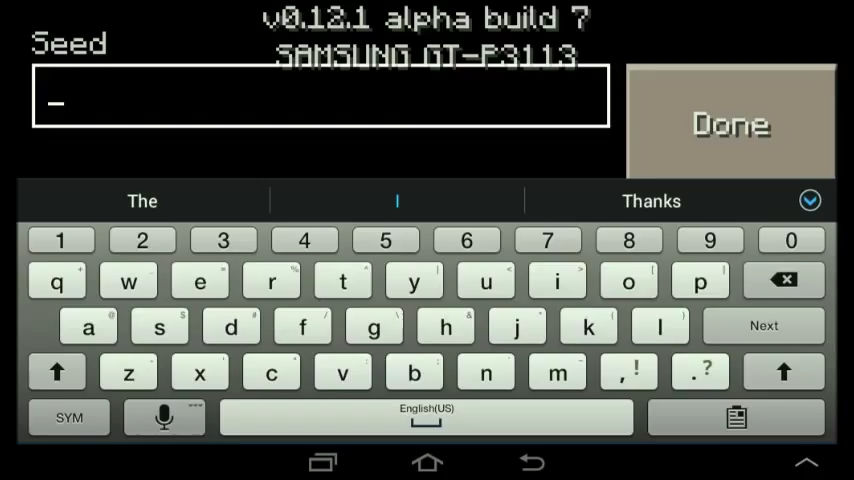 v0.12.1 alpha build 7
SAMSUNG GT-P3113
Seed
_
Done
The I Thanks
1 2 3 4 5 6 7 8 9 0
q w e r t y u i o p
a s d f g h j k l Next
z x c v b n m , ! . ?
SYM English(US)